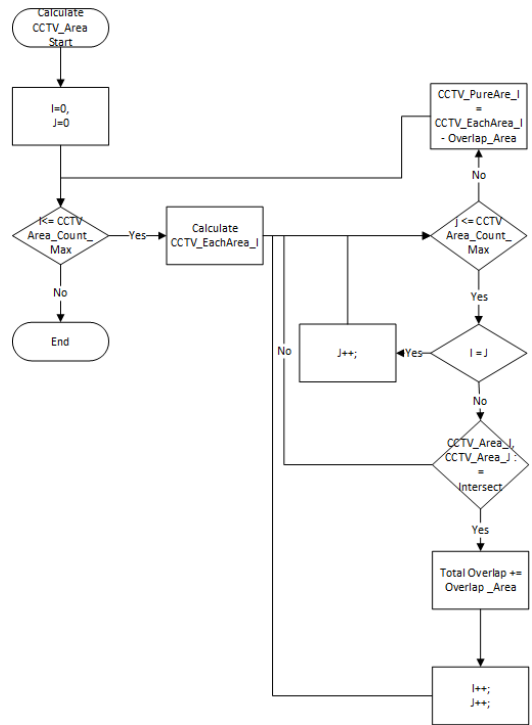 Calculate
CCTV_Area
Start
I=0,
J=0
CCTV_PureAre_I
=
CCTV_EachArea_I
- Overlap_Area
No
I<= CCTV
Area_Count_
Max
Yes
Calculate
CCTV_EachArea_I
j <= CCTV
Area_Count_
Max
No
Yes
End
No
J++;
Yes
I = J
No
CCTV_Area_I,
CCTV_Area_J :
=
Intersect
Yes
Total Overlap +=
Overlap _Area
I++;
J++;